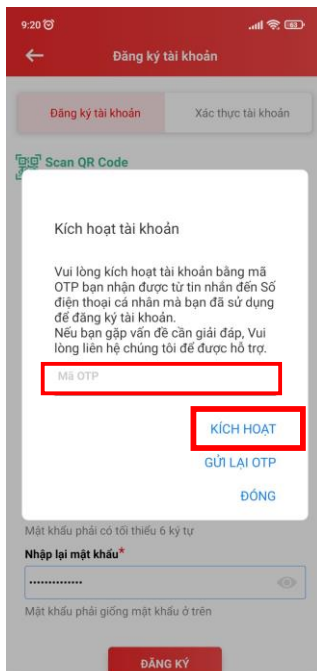 9:20
63
Đăng ký tài khoản
Đăng ký tài khoản
Xác thực tài khoản
Scan QR Code
Kích hoạt tài khoản
Vui lòng kích hoạt tài khoản bằng mã
OTP bạn nhận được từ tin nhắn đến Số
điện thoại cá nhân mà bạn đã sử dụng
để đăng ký tài khoản.
Nếu bạn gặp vấn đề cần giải đáp, Vui
lòng liên hệ chúng tôi để được hỗ trợ.
Mã OTP
KÍCH HOẠT
GỬI LẠI OTP
ĐÓNG
Mật khẩu phải có tối thiểu 6 ký tự
Nhập lại mật khẩu*
••••••••••••••
Mật khẩu phải giống mật khẩu ở trên
ĐĂNG KÝ